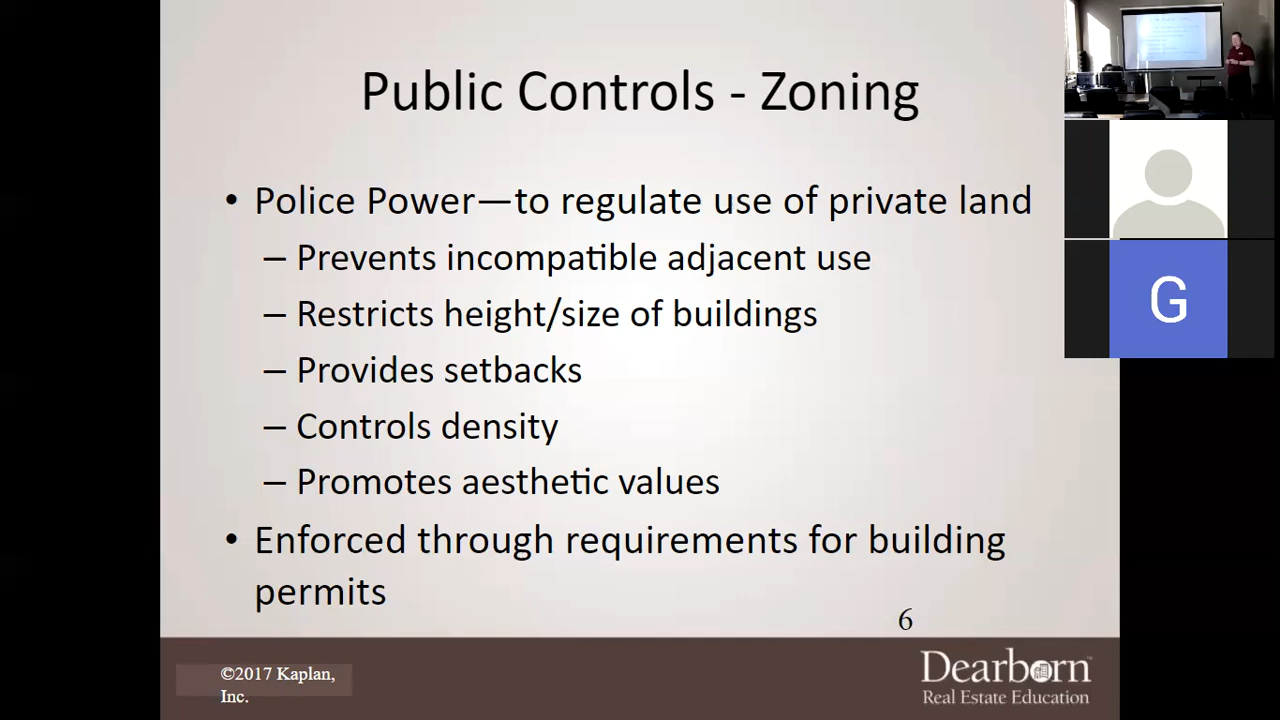 Public Controls - Zoning
• Police Power—to regulate use of private land
– Prevents incompatible adjacent use
– Restricts height/size of buildings
– Provides setbacks
– Controls density
– Promotes aesthetic values
• Enforced through requirements for building
permits
6
©2017 Kaplan,
Inc.
Dearborn™
Real Estate Education
G